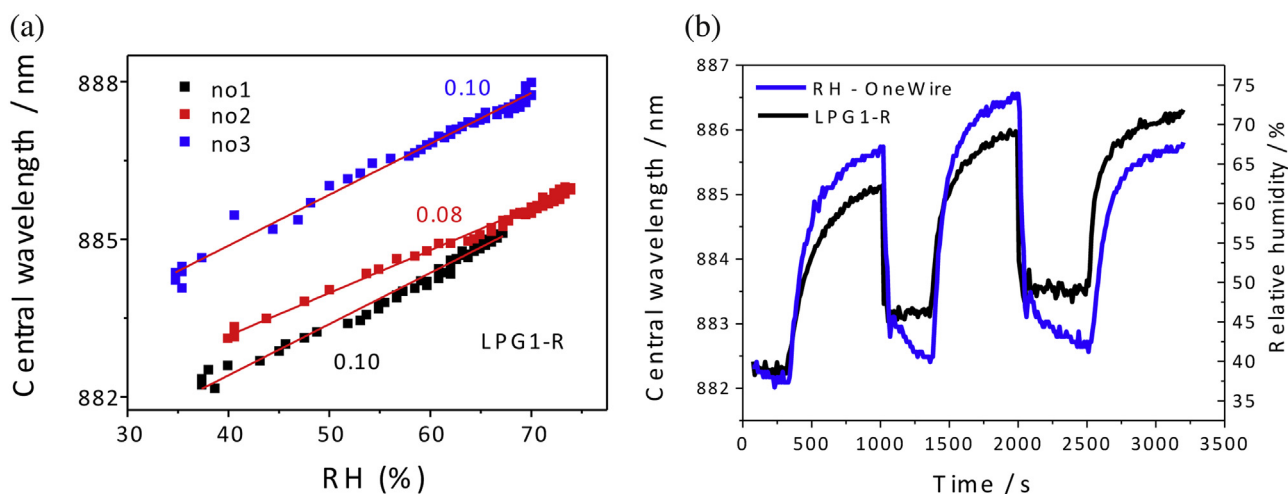 (a)
888
885
882
Central wavelength / nm
no1
no2
no3
0.10
0.08
0.10
LPG1-R
30
40
50
60
70
RH (%)
(b)
887
886
885
884
883
882
Central wavelength / nm
RH - OneWire
LPG1-R
75
70
65
60
55
50
45
40
35
Relative humidity / %
0
500
1000
1500
2000
2500
3000
3500
Time / s